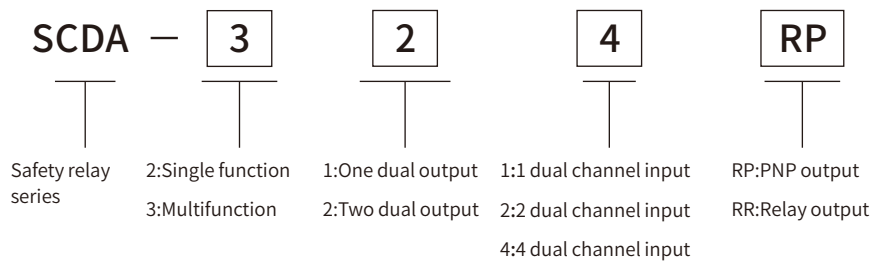 SCDA — 3 2 4 RP
Safety relay
series
2:Single function
3:Multifunction
1:One dual output
2:Two dual output
1:1 dual channel input
2:2 dual channel input
4:4 dual channel input
RP:PNP output
RR:Relay output